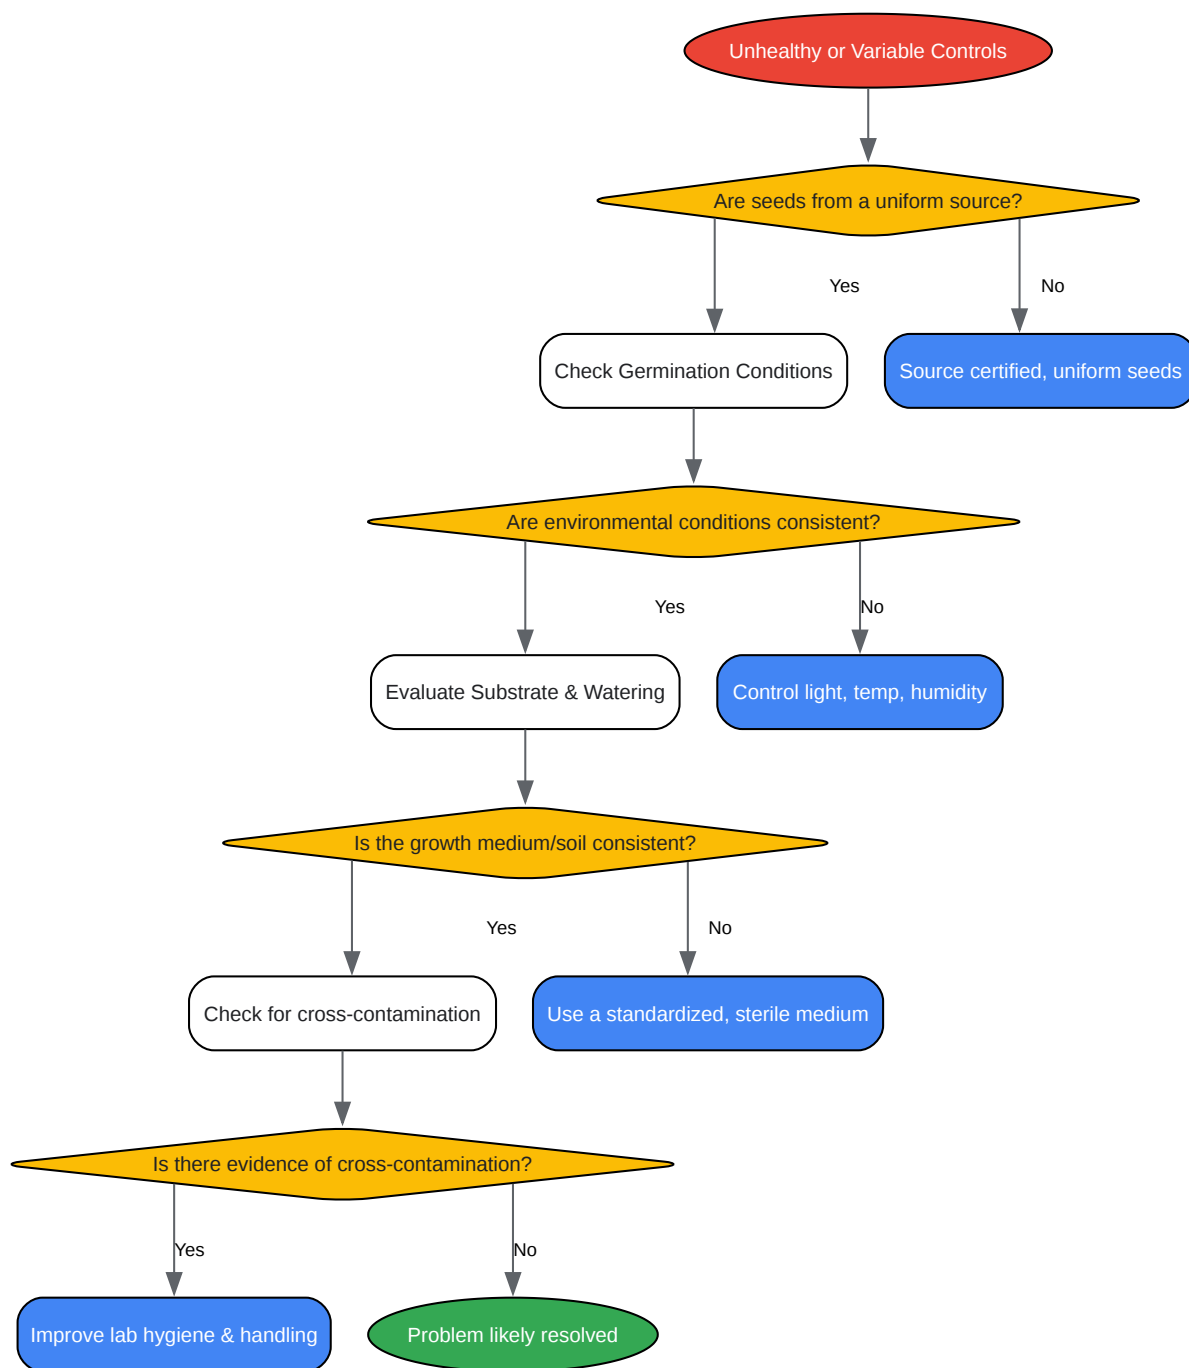 Unhealthy or Variable Controls
Are seeds from a uniform source?
Yes
No
Check Germination Conditions
Source certified, uniform seeds
Are environmental conditions consistent?
Yes
No
Evaluate Substrate & Watering
Control light, temp, humidity
Is the growth medium/soil consistent?
Yes
No
Check for cross-contamination
Use a standardized, sterile medium
Is there evidence of cross-contamination?
Yes
No
Improve lab hygiene & handling
Problem likely resolved